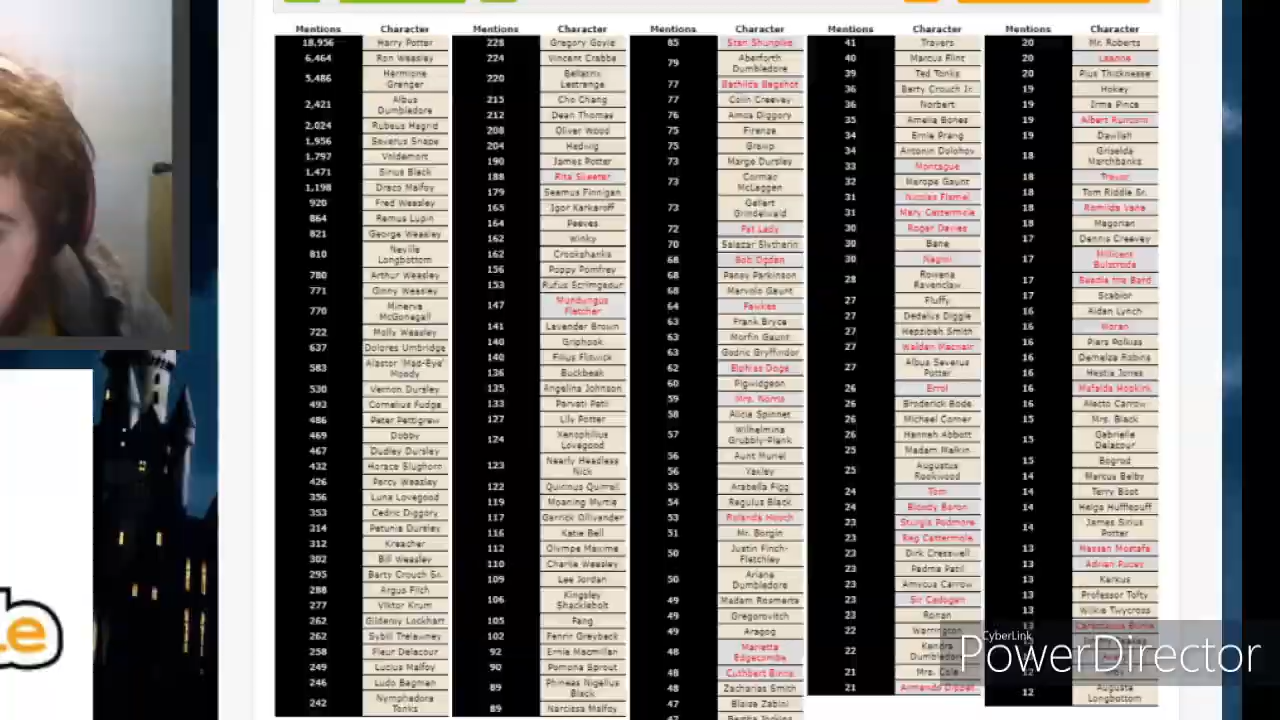 Mentions Character
18,956 Harry Potter
6,464 Ron Weasley
5,486 Hermione Granger
2,421 Albus Dumbledore
2,024 Rubeus Hagrid
1,956 Severus Snape
1,797 Voldemort
1,471 Sirius Black
1,198 Draco Malfoy
920 Fred Weasley
864 Remus Lupin
821 George Weasley
810 Neville Longbottom
780 Arthur Weasley
771 Ginny Weasley
770 Minerva McGonagall
722 Molly Weasley
637 Dolores Umbridge
583 Alastor 'Mad-Eye' Moody
530 Vernon Dursley
493 Cornelius Fudge
486 Peter Pettigrew
469 Dobby
467 Dudley Dursley
432 Horace Slughorn
426 Percy Weasley
356 Luna Lovegood
353 Cedric Diggory
314 Petunia Dursley
312 Kreacher
302 Bill Weasley
295 Barty Crouch Sr.
288 Argus Filch
277 Viktor Krum
262 Gilderoy Lockhart
262 Sybill Trelawney
258 Fleur Delacour
249 Lucius Malfoy
246 Ludo Bagman
242 Nymphadora Tonks
Mentions Character
228 Gregory Goyle
224 Vincent Crabbe
220 Bellatrix Lestrange
215 Cho Chang
212 Dean Thomas
208 Oliver Wood
204 Hedwig
190 James Potter
188 Rita Skeeter
179 Seamus Finnigan
165 Igor Karkaroff
164 Peeves
162 Winky
162 Crookshanks
156 Poppy Pomfrey
153 Rufus Scrimgeour
147 Mundungus Fletcher
141 Lavender Brown
140 Griphook
140 Filius Flitwick
136 Buckbeak
135 Angelina Johnson
133 Parvati Patil
127 Lily Potter
124 Xenophilius Lovegood
123 Nearly Headless Nick
122 Quirinus Quirrell
119 Moaning Myrtle
117 Garrick Ollivander
116 Katie Bell
112 Olympe Maxime
110 Charlie Weasley
109 Lee Jordan
106 Kingsley Shacklebolt
105 Fang
102 Fenrir Greyback
92 Ernie Macmillan
90 Pomona Sprout
89 Phineas Nigellus Black
89 Narcissa Malfoy
Mentions Character
85 Stan Shunpike
79 Aberforth Dumbledore
77 Bathilda Bagshot
77 Colin Creevey
76 Amos Diggory
75 Firenze
75 Grawp
73 Marge Dursley
73 Cormac McLaggen
73 Gellert Grindelwald
72 Fat Lady
70 Salazar Slytherin
68 Bob Ogden
68 Pansy Parkinson
68 Marvolo Gaunt
64 Fawkes
63 Frank Bryce
63 Morfin Gaunt
63 Godric Gryffindor
62 Elphias Doge
60 Pigwidgeon
59 Mrs. Norris
58 Alicia Spinnet
57 Wilhelmina Grubbly-Plank
56 Aunt Muriel
56 Yaxley
55 Arabella Figg
54 Regulus Black
53 Rolanda Hooch
51 Mr. Borgin
50 Justin Finch-Fletchley
50 Ariana Dumbledore
49 Madam Rosmerta
49 Gregorovitch
49 Aragog
48 Marietta Edgecombe
48 Cuthbert Binns
48 Zacharias Smith
47 Blaise Zabini
47 Bertha Jorkins
Mentions Character
41 Travers
40 Marcus Flint
39 Ted Tonks
36 Barty Crouch Jr.
36 Norbert
35 Amelia Bones
34 Ernie Prang
34 Antonin Dolohov
33 Montague
32 Merope Gaunt
31 Nicolas Flamel
31 Mary Cattermole
30 Roger Davies
30 Bane
30 Nagini
28 Rowena Ravenclaw
27 Fluffy
27 Dedalus Diggle
27 Hepzibah Smith
27 Walden Macnair
27 Albus Severus Potter
26 Errol
26 Broderick Bode
26 Michael Corner
26 Hannah Abbott
25 Madam Malkin
25 Augustus Rookwood
24 Tom
24 Bloody Baron
23 Sturgis Podmore
23 Reg Cattermole
23 Dirk Cresswell
23 Padma Patil
23 Amycus Carrow
23 Sir Cadogan
23 Ronan
22 Warrington
22 Kendra Dumbledore
21 Mrs. Cole
21 Armando Dippet
Mentions Character
20 Mr. Roberts
20 Leanne
20 Pius Thicknesse
19 Hokey
19 Irma Pince
19 Albert Runcorn
19 Dawlish
18 Griselda Marchbanks
18 Trevor
18 Tom Riddle Sr.
18 Romilda Vane
18 Magorian
17 Dennis Creevey
17 Millicent Bulstrode
17 Beedle the Bard
17 Scabior
16 Aidan Lynch
16 Moran
16 Piers Polkiss
16 Demelza Robins
16 Hestia Jones
16 Mafalda Hopkirk
16 Alecto Carrow
15 Mrs. Black
15 Gabrielle Delacour
15 Bogrod
14 Marcus Belby
14 Terry Boot
14 Helga Hufflepuff
14 James Sirius Potter
13 Hassan Mostafa
13 Adrian Pucey
13 Karkus
13 Professor Tofty
13 Wilkie Twycross
13 Caractacus Burke
12 Augusta Longbottom
CyberLink
PowerDirector
e